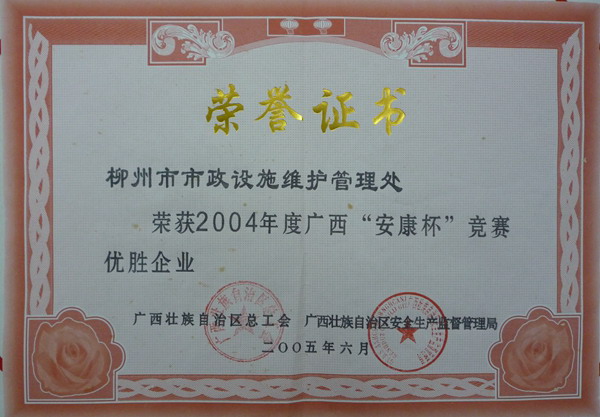 荣誉证书
柳州市市政设施维护管理处
荣获2004年度广西“安康杯”竞赛
优胜企业
广西壮族自治区总工会 广西壮族自治区安全生产监督管理局
二〇〇五年六月